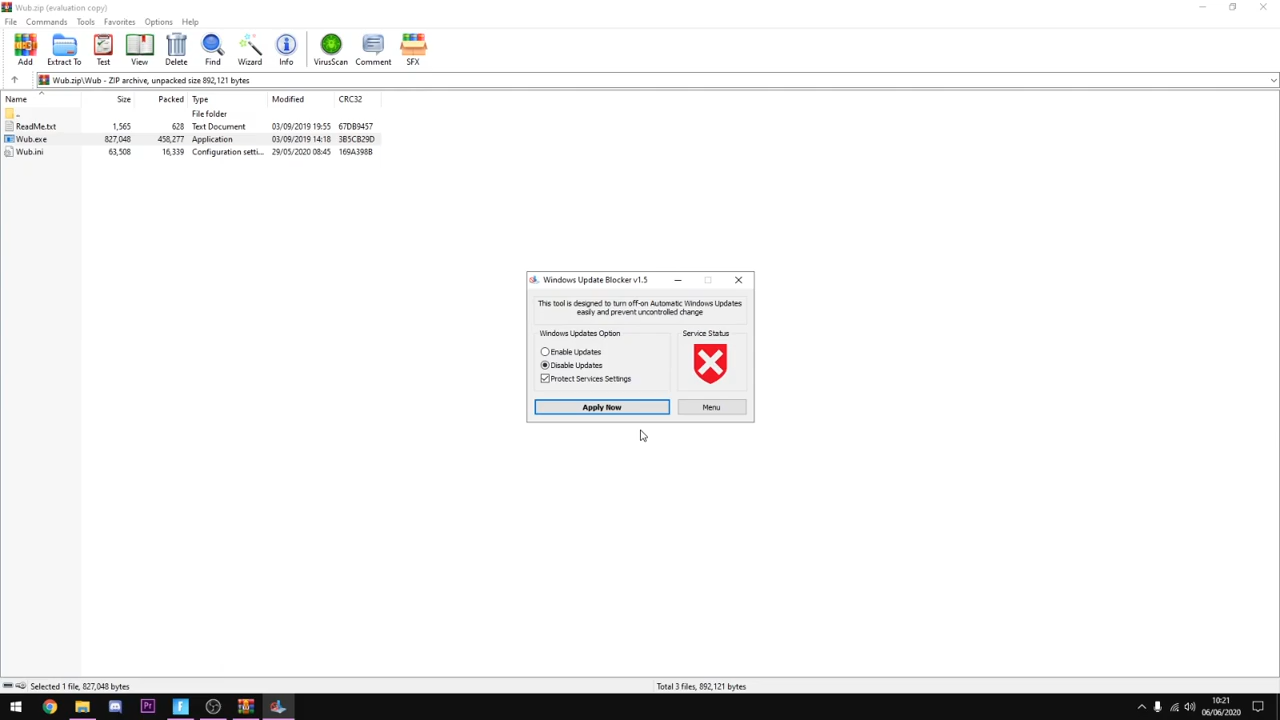 Wub.zip (evaluation copy)
File Commands Tools Favorites Options Help
Add Extract To Test View Delete Find Wizard Info VirusScan Comment SFX
Wub.zip\Wub - ZIP archive, unpacked size 892,121 bytes
Name Size Packed Type Modified CRC32
.. File folder
ReadMe.txt 1,565 628 Text Document 03/09/2019 19:55 67DB9457
Wub.exe 827,048 458,277 Application 03/09/2019 14:18 3B5CB29D
Wub.ini 63,508 16,339 Configuration setti... 29/05/2020 08:45 169A398B
Windows Update Blocker v1.5
This tool is designed to turn off-on Automatic Windows Updates
easily and prevent uncontrolled change
Windows Updates Option Service Status
Enable Updates
Disable Updates
Protect Services Settings
Apply Now Menu
Selected 1 file, 827,048 bytes Total 3 files, 892,121 bytes
Pr
10:21
06/06/2020